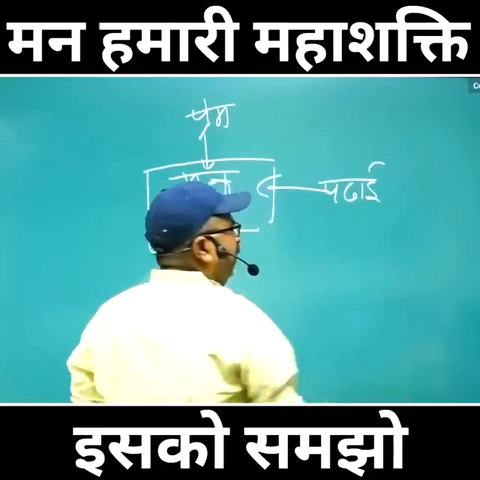 मन हमारी महाशक्ति
प्रेम
पढाई
इसको समझो